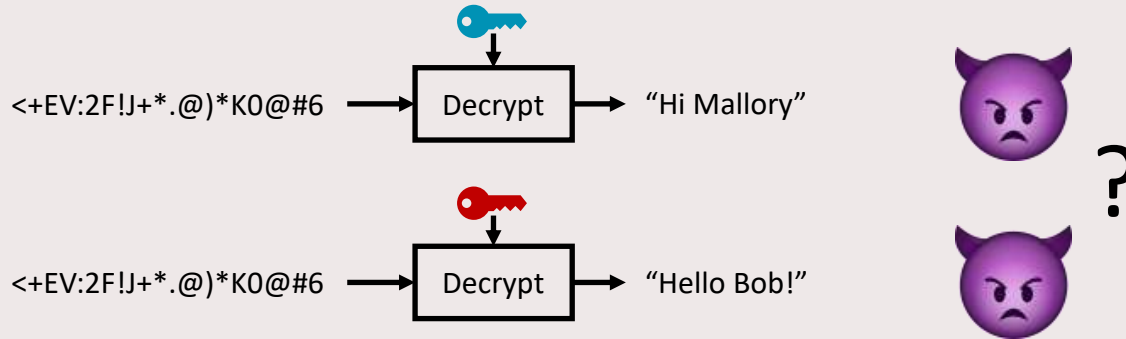 <+EV:2F!J+*.@)*K0@#6 Decrypt “Hi Mallory”
?
<+EV:2F!J+*.@)*K0@#6 Decrypt “Hello Bob!”